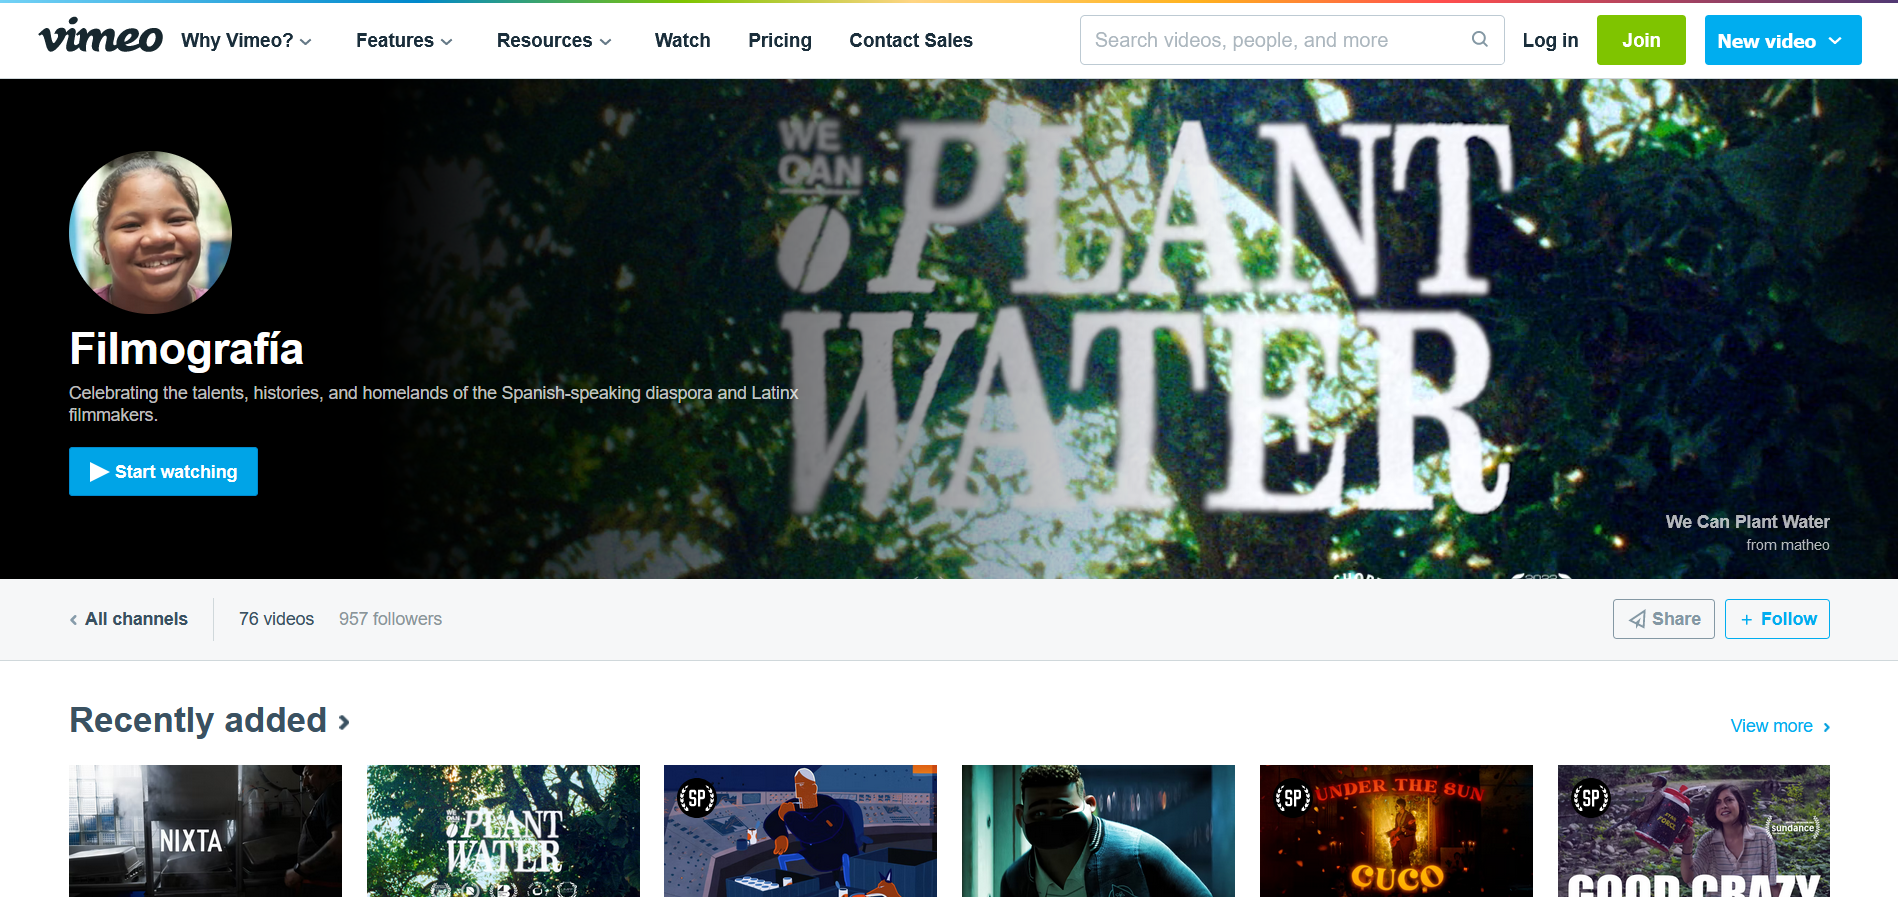 vimeo
Why Vimeo?
Features
Resources
Watch
Pricing
Contact Sales
Search videos, people, and more
Log in
Join
New video
WE CAN PLANT WATER
Filmografía
Celebrating the talents, histories, and homelands of the Spanish-speaking diaspora and Latinx
filmmakers.
Start watching
We Can Plant Water
from matheo
All channels
76 videos
957 followers
Share
+ Follow
Recently added
View more
NIXTA
WE CAN PLANT
WATER
SP
SP
UNDER THE SUN
CUCO
SP
sundance
GOOD CRAZY